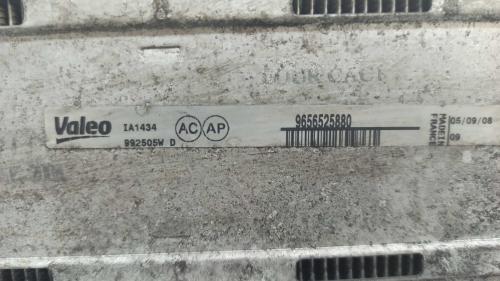 Valeo
IA1434
992505W D
AC AP
9656525880
MADE IN
FRANCE
05/09/08
09